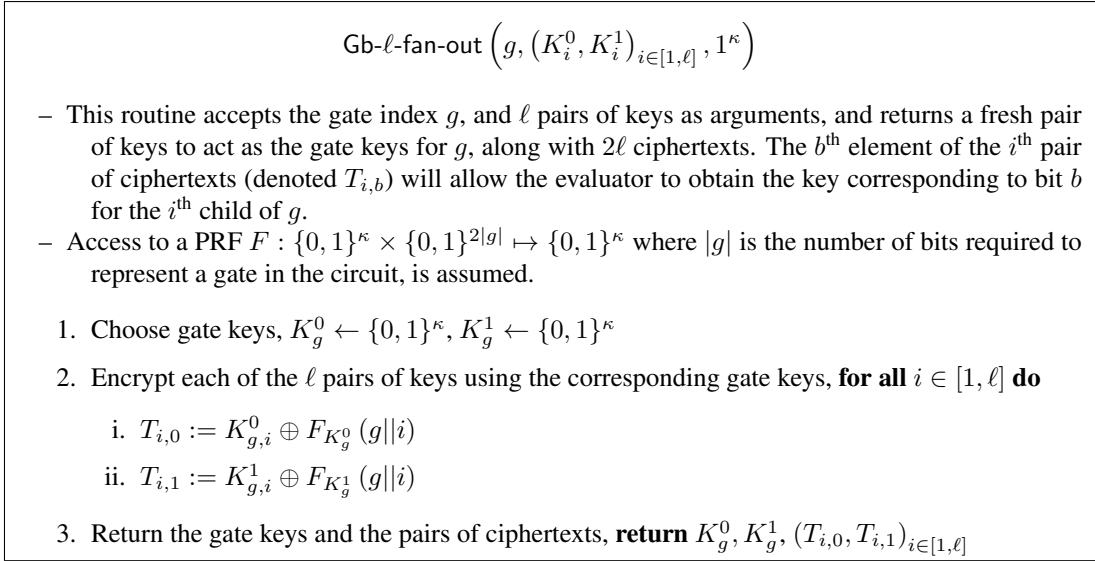 Gb-ℓ-fan-out (g, (K_i^0, K_i^1)_{i∈[1,ℓ]}, 1^κ)
– This routine accepts the gate index g, and ℓ pairs of keys as arguments, and returns a fresh pair
of keys to act as the gate keys for g, along with 2ℓ ciphertexts. The b^th element of the i^th pair
of ciphertexts (denoted T_{i,b}) will allow the evaluator to obtain the key corresponding to bit b
for the i^th child of g.
– Access to a PRF F : {0, 1}^κ × {0, 1}^{2|g|} ↦ {0, 1}^κ where |g| is the number of bits required to
represent a gate in the circuit, is assumed.
1. Choose gate keys, K_g^0 ← {0, 1}^κ, K_g^1 ← {0, 1}^κ
2. Encrypt each of the ℓ pairs of keys using the corresponding gate keys, for all i ∈ [1, ℓ] do
i. T_{i,0} := K_{g,i}^0 ⊕ F_{K_g^0} (g||i)
ii. T_{i,1} := K_{g,i}^1 ⊕ F_{K_g^1} (g||i)
3. Return the gate keys and the pairs of ciphertexts, return K_g^0, K_g^1, (T_{i,0}, T_{i,1})_{i∈[1,ℓ]}